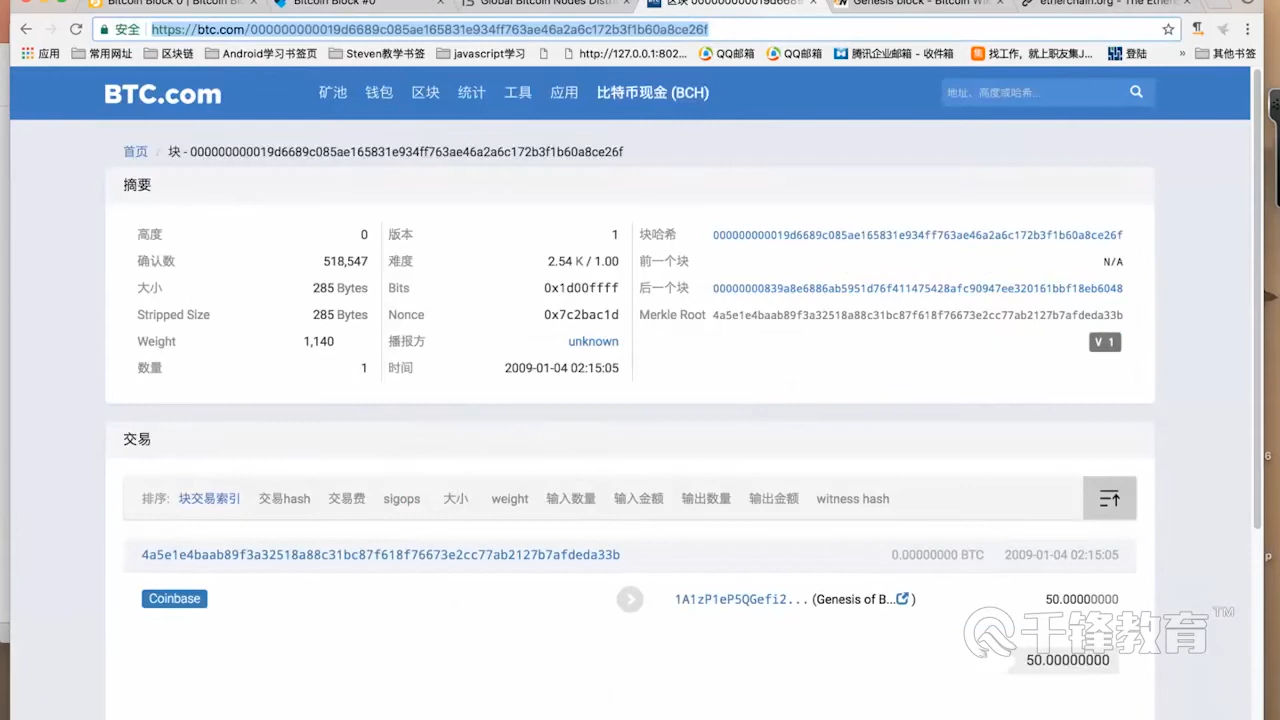 Bitcoin Block 0 | Bitcoin Bl
Bitcoin Block #0
Global Bitcoin Nodes Distri
区块 000000000019d6689
Genesis block - Bitcoin Wi
etherchain.org - The Ether
安全 https://btc.com/000000000019d6689c085ae165831e934ff763ae46a2a6c172b3f1b60a8ce26f
应用 常用网址 区块链 Android学习书签页 Steven教学书签 javascript学习 http://127.0.0.1:802... QQ邮箱 QQ邮箱 腾讯企业邮箱 - 收件箱 找工作，就上职友集J... 登陆 » 其他书签
BTC.com 矿池 钱包 区块 统计 工具 应用 比特币现金 (BCH) 地址、高度或哈希...
首页 / 块 - 000000000019d6689c085ae165831e934ff763ae46a2a6c172b3f1b60a8ce26f
摘要
高度 0 版本 1 块哈希 000000000019d6689c085ae165831e934ff763ae46a2a6c172b3f1b60a8ce26f
确认数 518,547 难度 2.54 K / 1.00 前一个块 N/A
大小 285 Bytes Bits 0x1d00ffff 后一个块 00000000839a8e6886ab5951d76f411475428afc90947ee320161bbf18eb6048
Stripped Size 285 Bytes Nonce 0x7c2bac1d Merkle Root 4a5e1e4baab89f3a32518a88c31bc87f618f76673e2cc77ab2127b7afdeda33b
Weight 1,140 播报方 unknown V 1
数量 1 时间 2009-01-04 02:15:05
交易
排序: 块交易索引 交易hash 交易费 sigops 大小 weight 输入数量 输入金额 输出数量 输出金额 witness hash
4a5e1e4baab89f3a32518a88c31bc87f618f76673e2cc77ab2127b7afdeda33b 0.00000000 BTC 2009-01-04 02:15:05
Coinbase 1A1zP1eP5QGefi2... (Genesis of B... ) 50.00000000
千锋教育 TM
50.00000000